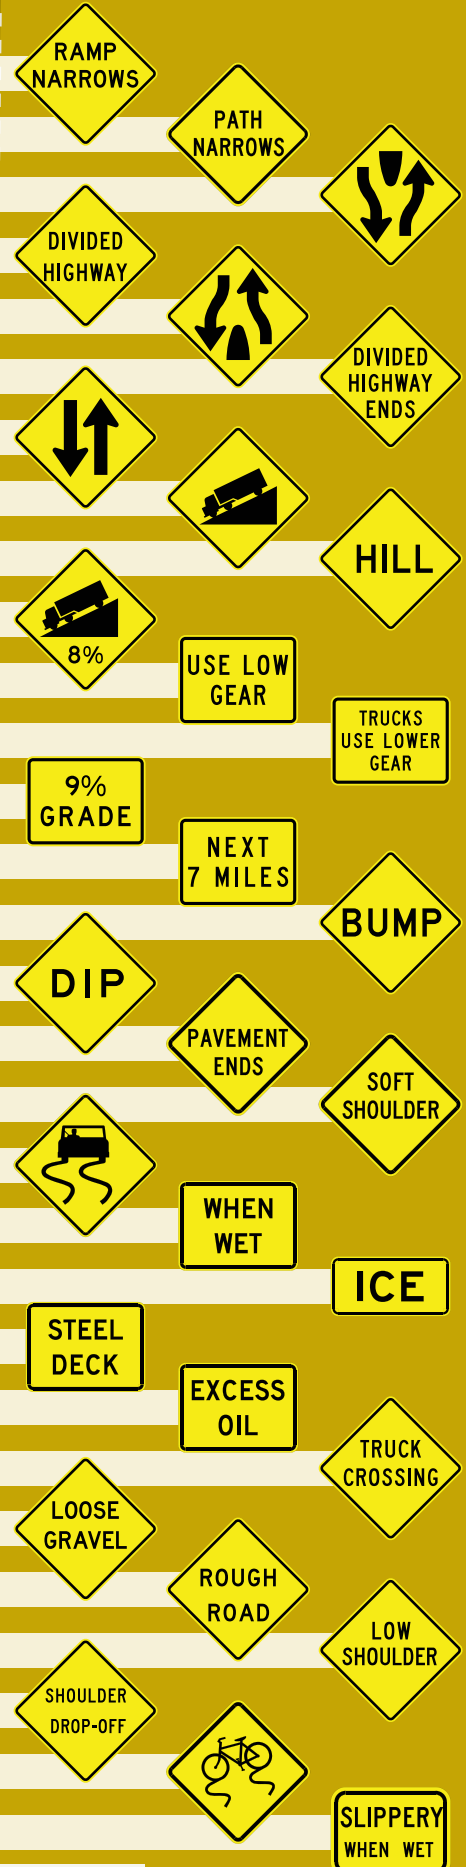 RAMP
NARROWS
PATH
NARROWS
DIVIDED
HIGHWAY
DIVIDED
HIGHWAY
ENDS
HILL
8%
USE LOW
GEAR
TRUCKS
USE LOWER
GEAR
9%
GRADE
NEXT
7 MILES
BUMP
DIP
PAVEMENT
ENDS
SOFT
SHOULDER
WHEN
WET
ICE
STEEL
DECK
EXCESS
OIL
TRUCK
CROSSING
LOOSE
GRAVEL
ROUGH
ROAD
LOW
SHOULDER
SHOULDER
DROP-OFF
SLIPPERY
WHEN WET